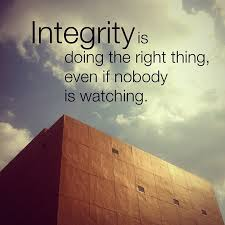 Integrity is
doing the right thing,
even if nobody
is watching.